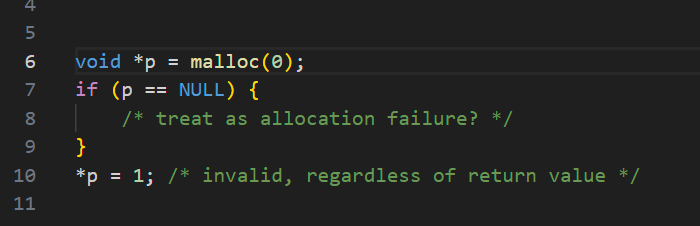 4
5
6 void *p = malloc(0);
7 if (p == NULL) {
8 /* treat as allocation failure? */
9 }
10 *p = 1; /* invalid, regardless of return value */
11